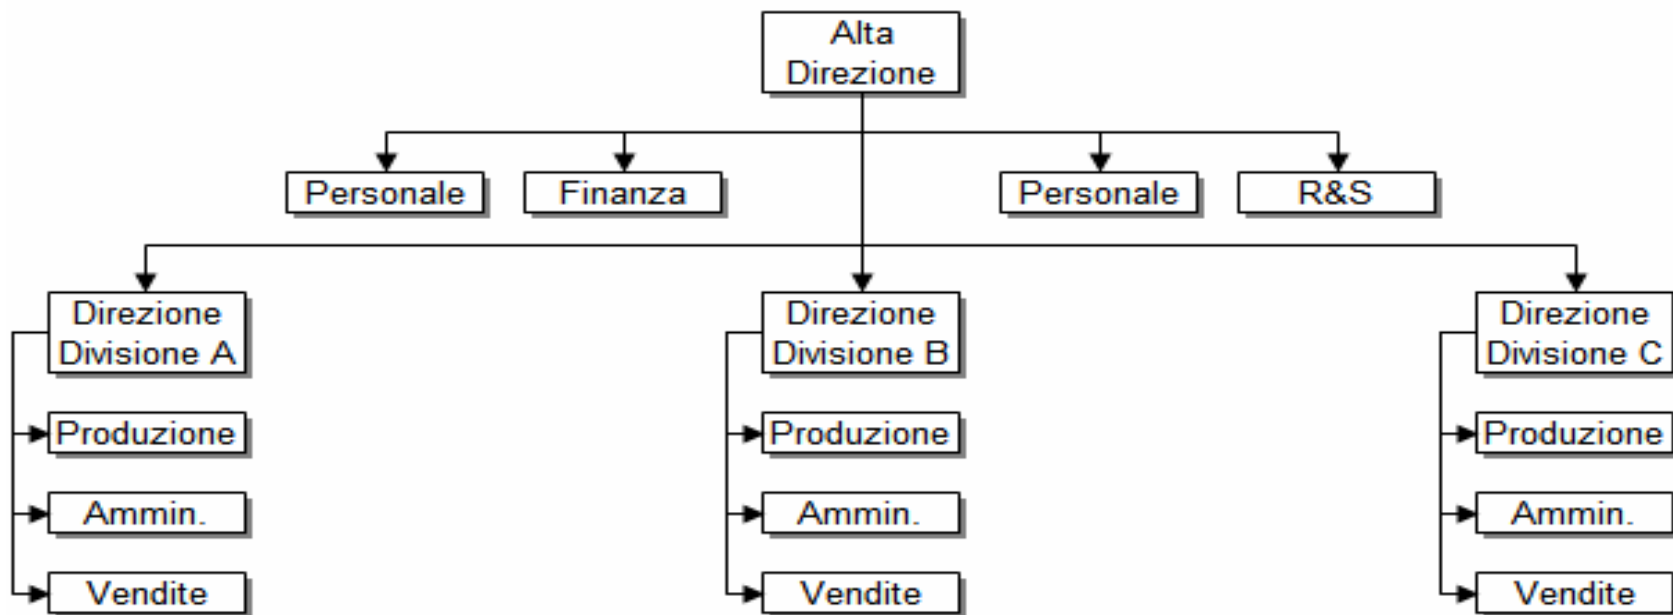 Alta
Direzione
Personale
Finanza
Personale
R&S
Direzione
Divisione A
Direzione
Divisione B
Direzione
Divisione C
Produzione
Produzione
Produzione
Ammin.
Ammin.
Ammin.
Vendite
Vendite
Vendite